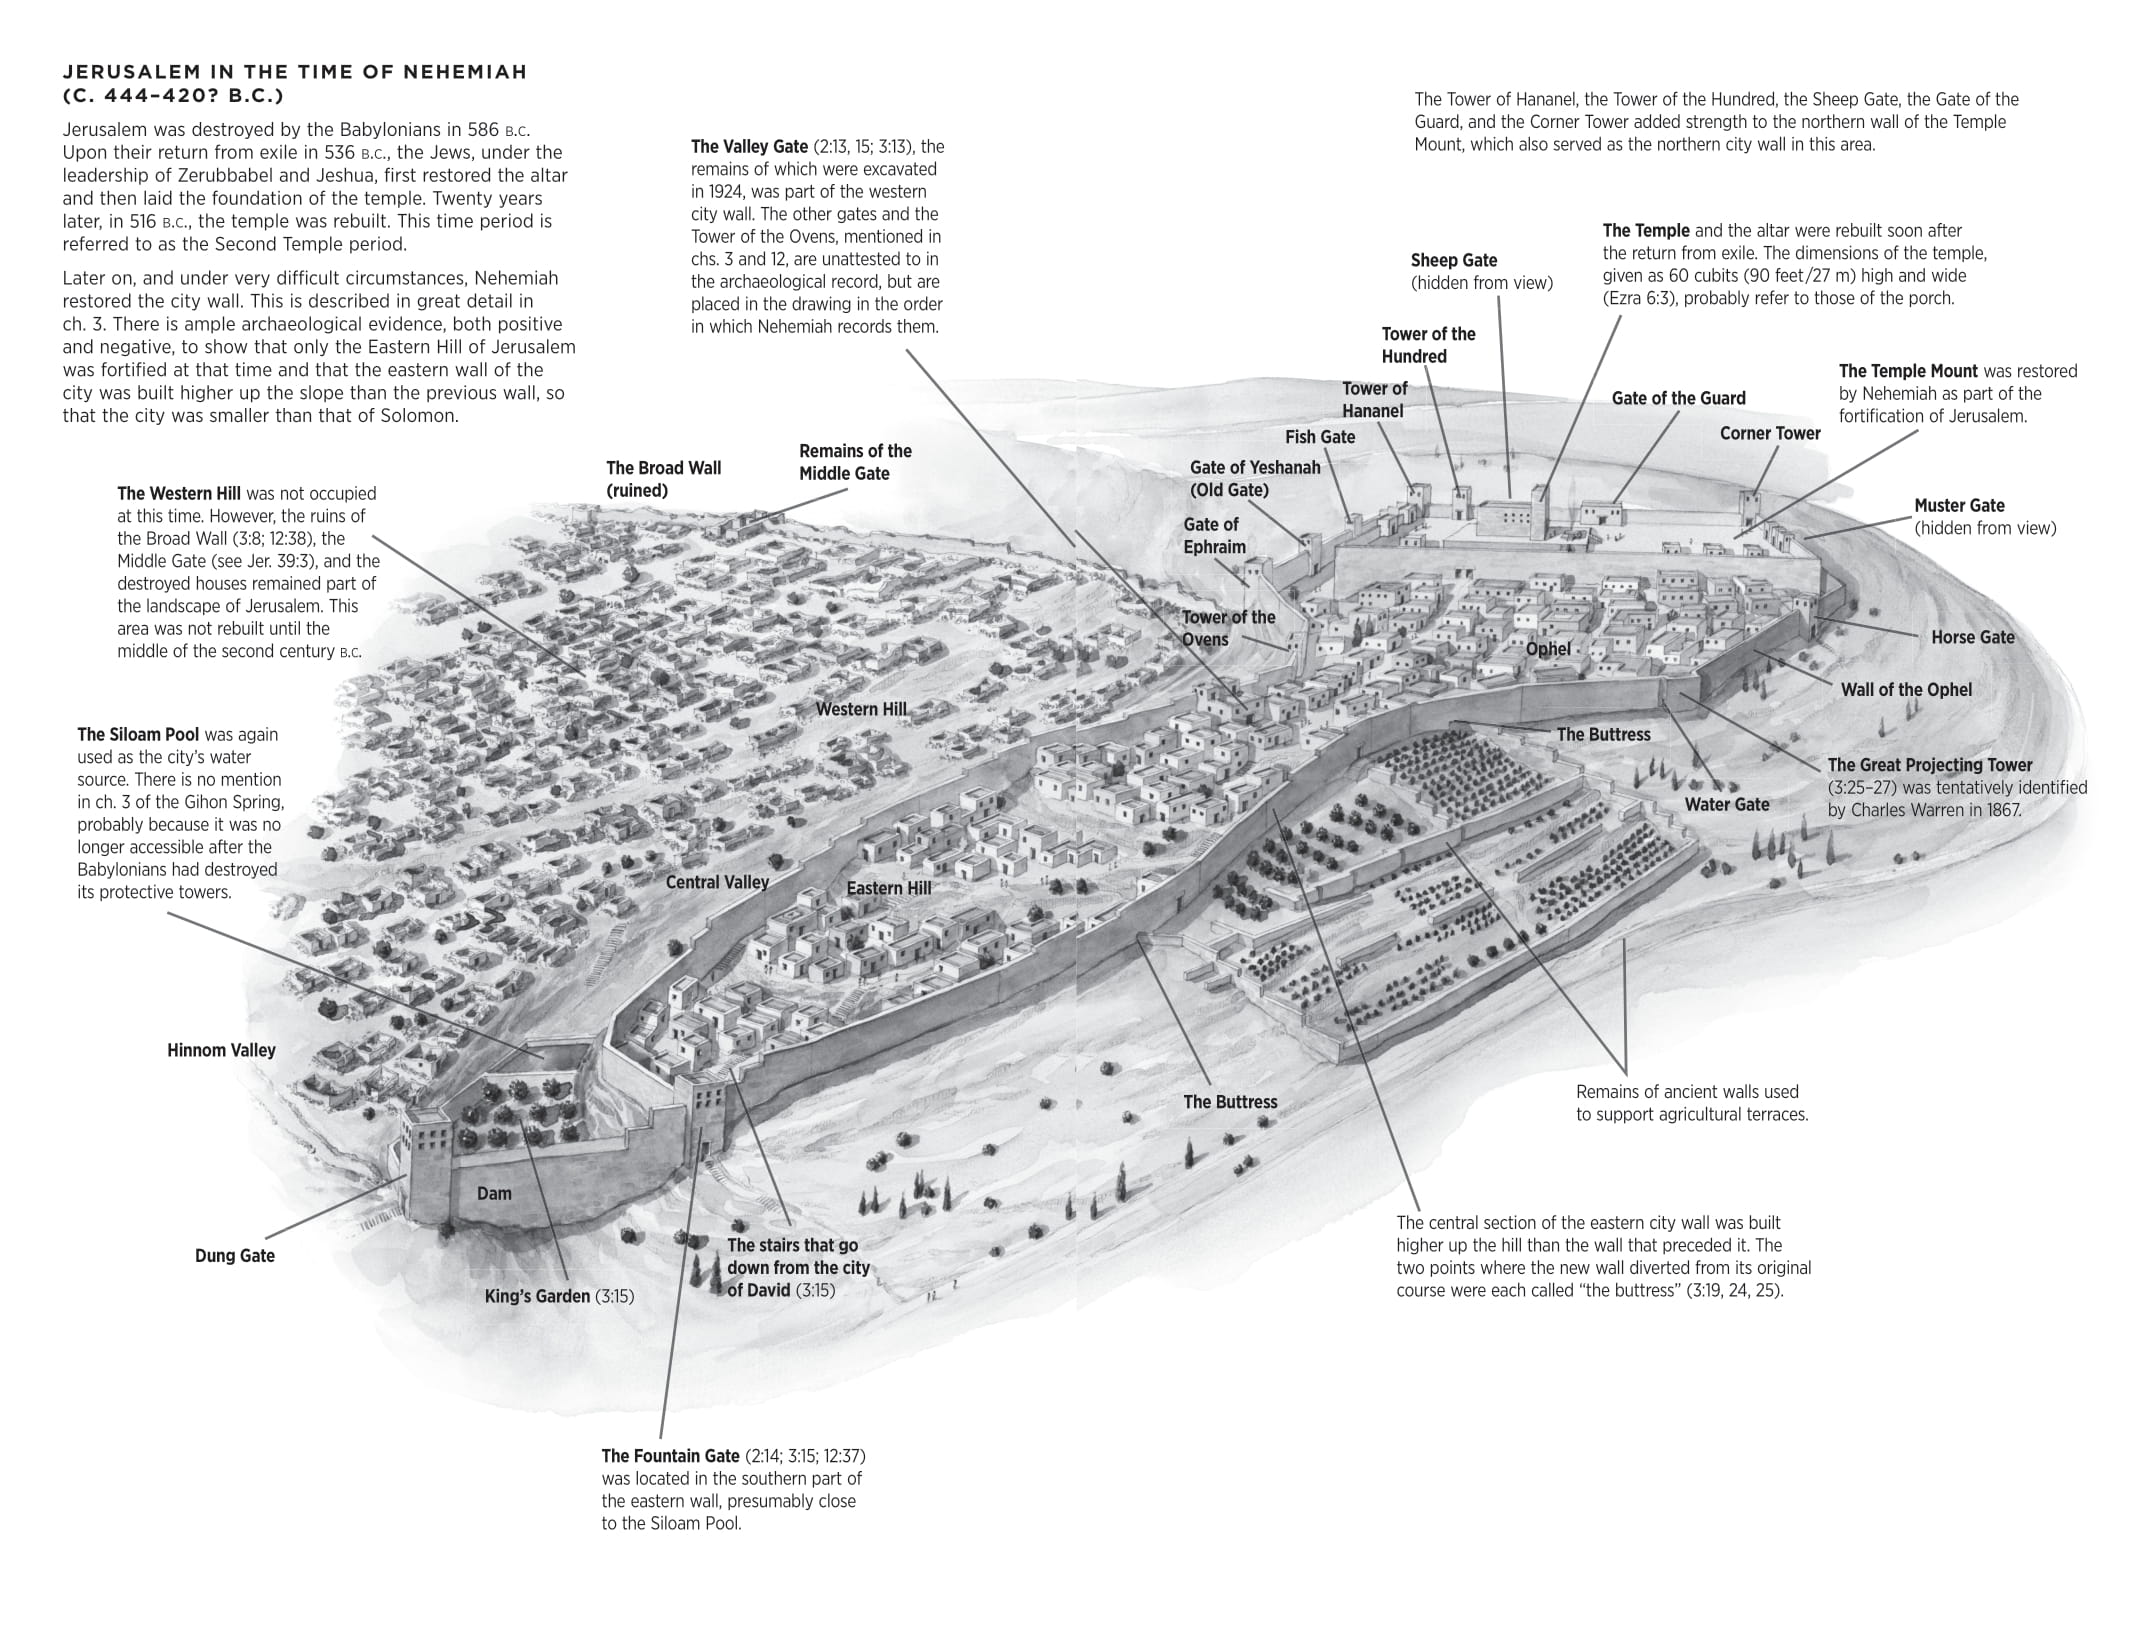 JERUSALEM IN THE TIME OF NEHEMIAH
(C. 444–420? B.C.)
Jerusalem was destroyed by the Babylonians in 586 B.C.
Upon their return from exile in 536 B.C., the Jews, under the
leadership of Zerubbabel and Jeshua, first restored the altar
and then laid the foundation of the temple. Twenty years
later, in 516 B.C., the temple was rebuilt. This time period is
referred to as the Second Temple period.
Later on, and under very difficult circumstances, Nehemiah
restored the city wall. This is described in great detail in
ch. 3. There is ample archaeological evidence, both positive
and negative, to show that only the Eastern Hill of Jerusalem
was fortified at that time and that the eastern wall of the
city was built higher up the slope than the previous wall, so
that the city was smaller than that of Solomon.
The Valley Gate (2:13, 15; 3:13), the
remains of which were excavated
in 1924, was part of the western
city wall. The other gates and the
Tower of the Ovens, mentioned in
chs. 3 and 12, are unattested to in
the archaeological record, but are
placed in the drawing in the order
in which Nehemiah records them.
The Tower of Hananel, the Tower of the Hundred, the Sheep Gate, the Gate of the
Guard, and the Corner Tower added strength to the northern wall of the Temple
Mount, which also served as the northern city wall in this area.
The Temple and the altar were rebuilt soon after
the return from exile. The dimensions of the temple,
given as 60 cubits (90 feet/27 m) high and wide
(Ezra 6:3), probably refer to those of the porch.
Sheep Gate
(hidden from view)
Tower of the
Hundred
Tower of
Hananel
Fish Gate
Gate of Yeshanah
(Old Gate)
Gate of
Ephraim
Tower of the
Ovens
Gate of the Guard
Corner Tower
The Temple Mount was restored
by Nehemiah as part of the
fortification of Jerusalem.
Muster Gate
(hidden from view)
Horse Gate
Wall of the Ophel
Ophel
The Buttress
The Great Projecting Tower
(3:25–27) was tentatively identified
by Charles Warren in 1867.
Water Gate
The Broad Wall
(ruined)
Remains of the
Middle Gate
The Western Hill was not occupied
at this time. However, the ruins of
the Broad Wall (3:8; 12:38), the
Middle Gate (see Jer. 39:3), and the
destroyed houses remained part of
the landscape of Jerusalem. This
area was not rebuilt until the
middle of the second century B.C.
Western Hill
The Siloam Pool was again
used as the city's water
source. There is no mention
in ch. 3 of the Gihon Spring,
probably because it was no
longer accessible after the
Babylonians had destroyed
its protective towers.
Central Valley
Eastern Hill
Hinnom Valley
The Buttress
Remains of ancient walls used
to support agricultural terraces.
Dam
Dung Gate
King's Garden (3:15)
The stairs that go
down from the city
of David (3:15)
The central section of the eastern city wall was built
higher up the hill than the wall that preceded it. The
two points where the new wall diverted from its original
course were each called “the buttress” (3:19, 24, 25).
The Fountain Gate (2:14; 3:15; 12:37)
was located in the southern part of
the eastern wall, presumably close
to the Siloam Pool.